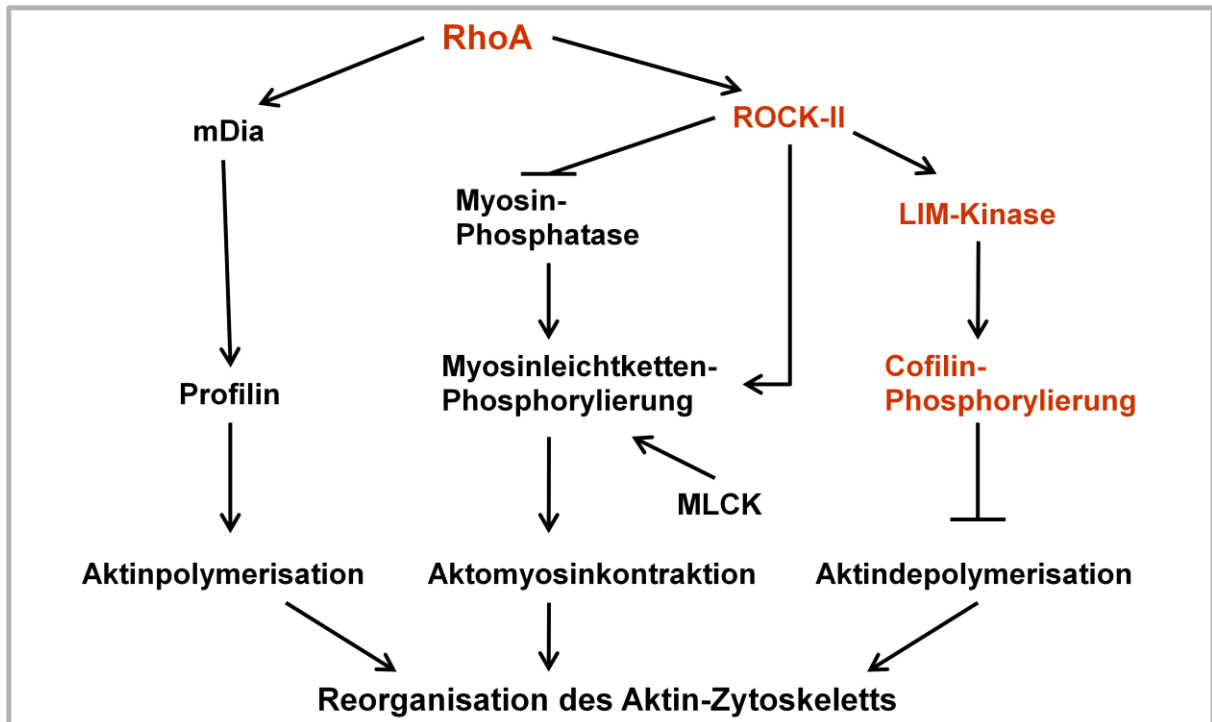 RhoA
mDia
ROCK-II
Myosin-
Phosphatase
LIM-Kinase
Profilin
Myosinleichtketten-
Phosphorylierung
Cofilin-
Phosphorylierung
MLCK
Aktinpolymerisation
Aktomyosinkontraktion
Aktindepolymerisation
Reorganisation des Aktin-Zytoskeletts